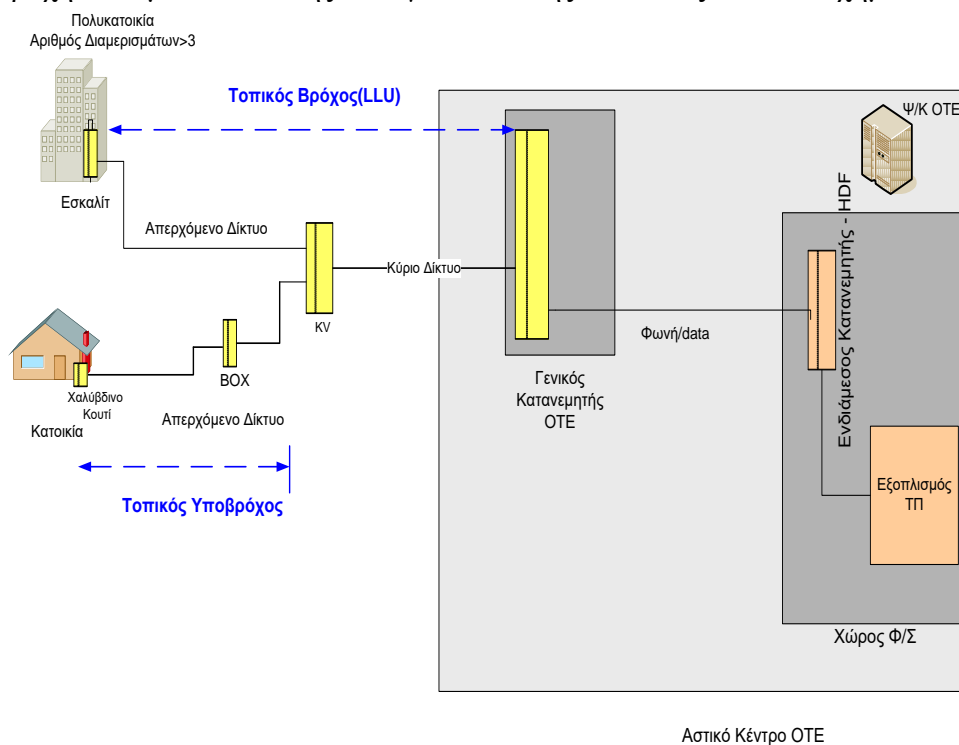 Πολυκατοικία
Αριθμός Διαμερισμάτων>3
Τοπικός Βρόχος(LLU)
Ψ/Κ ΟΤΕ
Εσκαλίτ
Απερχόμενο Δίκτυο
Κύριο Δίκτυο
Ενδιάμεσος Κατανεμητής - HDF
KV
Φωνή/data
BOX
Χαλύβδινο
Κουτί
Κατοικία
Απερχόμενο Δίκτυο
Γενικός
Κατανεμητής
ΟΤΕ
Εξοπλισμός
ΤΠ
Τοπικός Υποβρόχος
Χώρος Φ/Σ
Αστικό Κέντρο ΟΤΕ